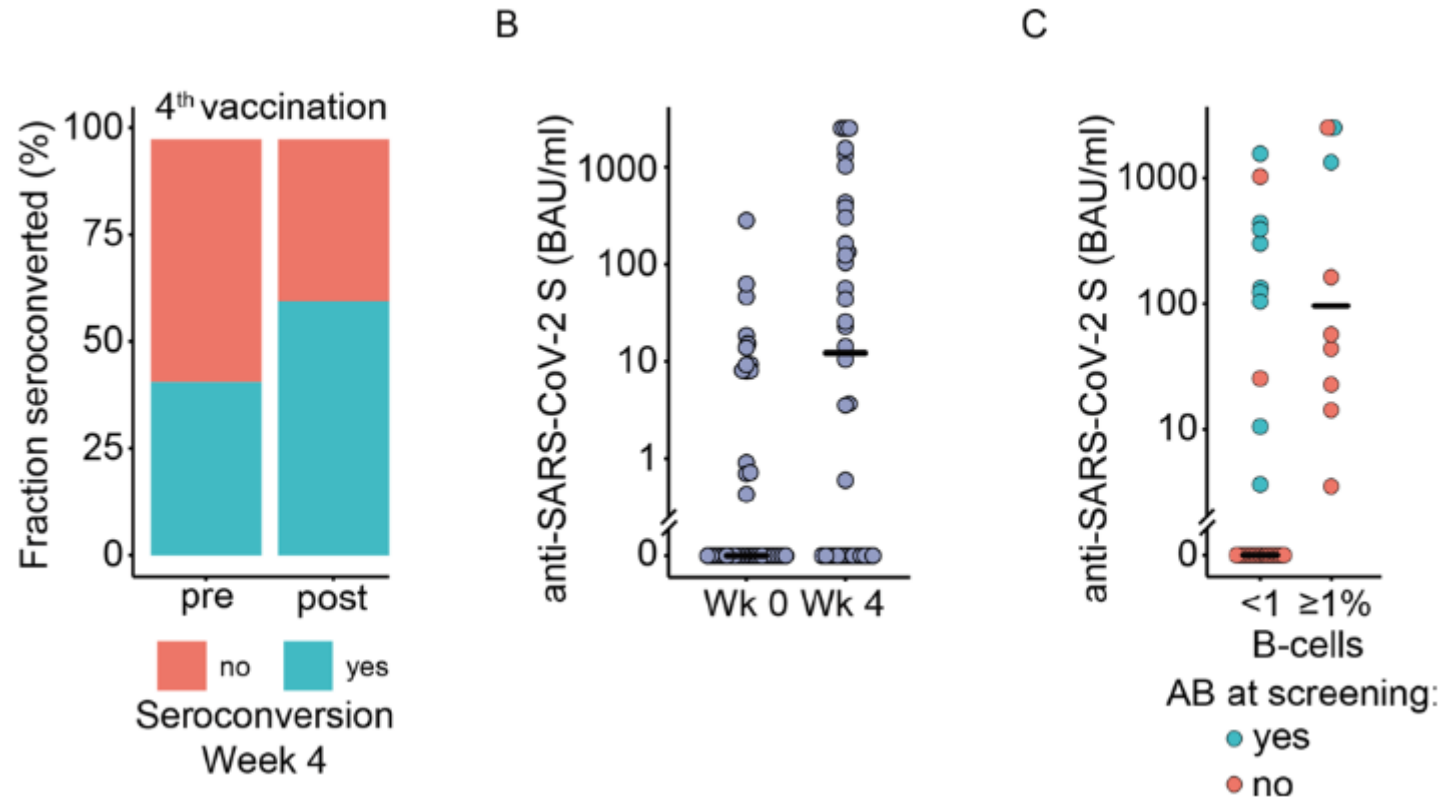 B
C
4th vaccination
Fraction seroconverted (%)
100
75
50
25
0
pre post
no yes
Seroconversion
Week 4
anti-SARS-CoV-2 S (BAU/ml)
1000
100
10
1
0
Wk 0 Wk 4
anti-SARS-CoV-2 S (BAU/ml)
1000
100
10
0
<1 ≥1%
B-cells
AB at screening:
yes
no